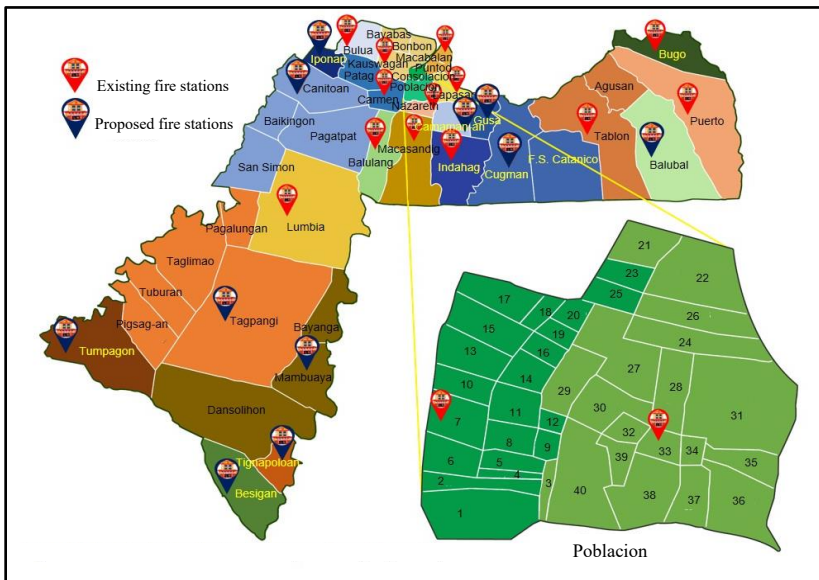 Existing fire stations
Proposed fire stations
Bayabas
Bulua
Bonbon
Iponan
Kauswagan
Macabalan
Puntod
Patag
Consolacion
Canitoan
Poblacion
Lapasan
Carmen
Nazareth
Gusa
Baikingon
Camamanan
Pagatpat
Macasandig
Balulang
Indahag
San Simon
Cugman
F.S. Catanico
Bugo
Agusan
Puerto
Tablon
Balubal
Lumbia
Pagalungan
Taglimao
Tuburan
Tagpangi
Pigsag-an
Bayanga
Tumpagon
Mambuaya
Dansolihon
Tignapoloan
Besigan
21
22
23
25
17
18
20
26
15
19
24
13
16
27
10
14
29
28
31
7
11
30
12
32
8
33
34
9
39
35
6
5
2
4
3
40
38
37
36
1
Poblacion